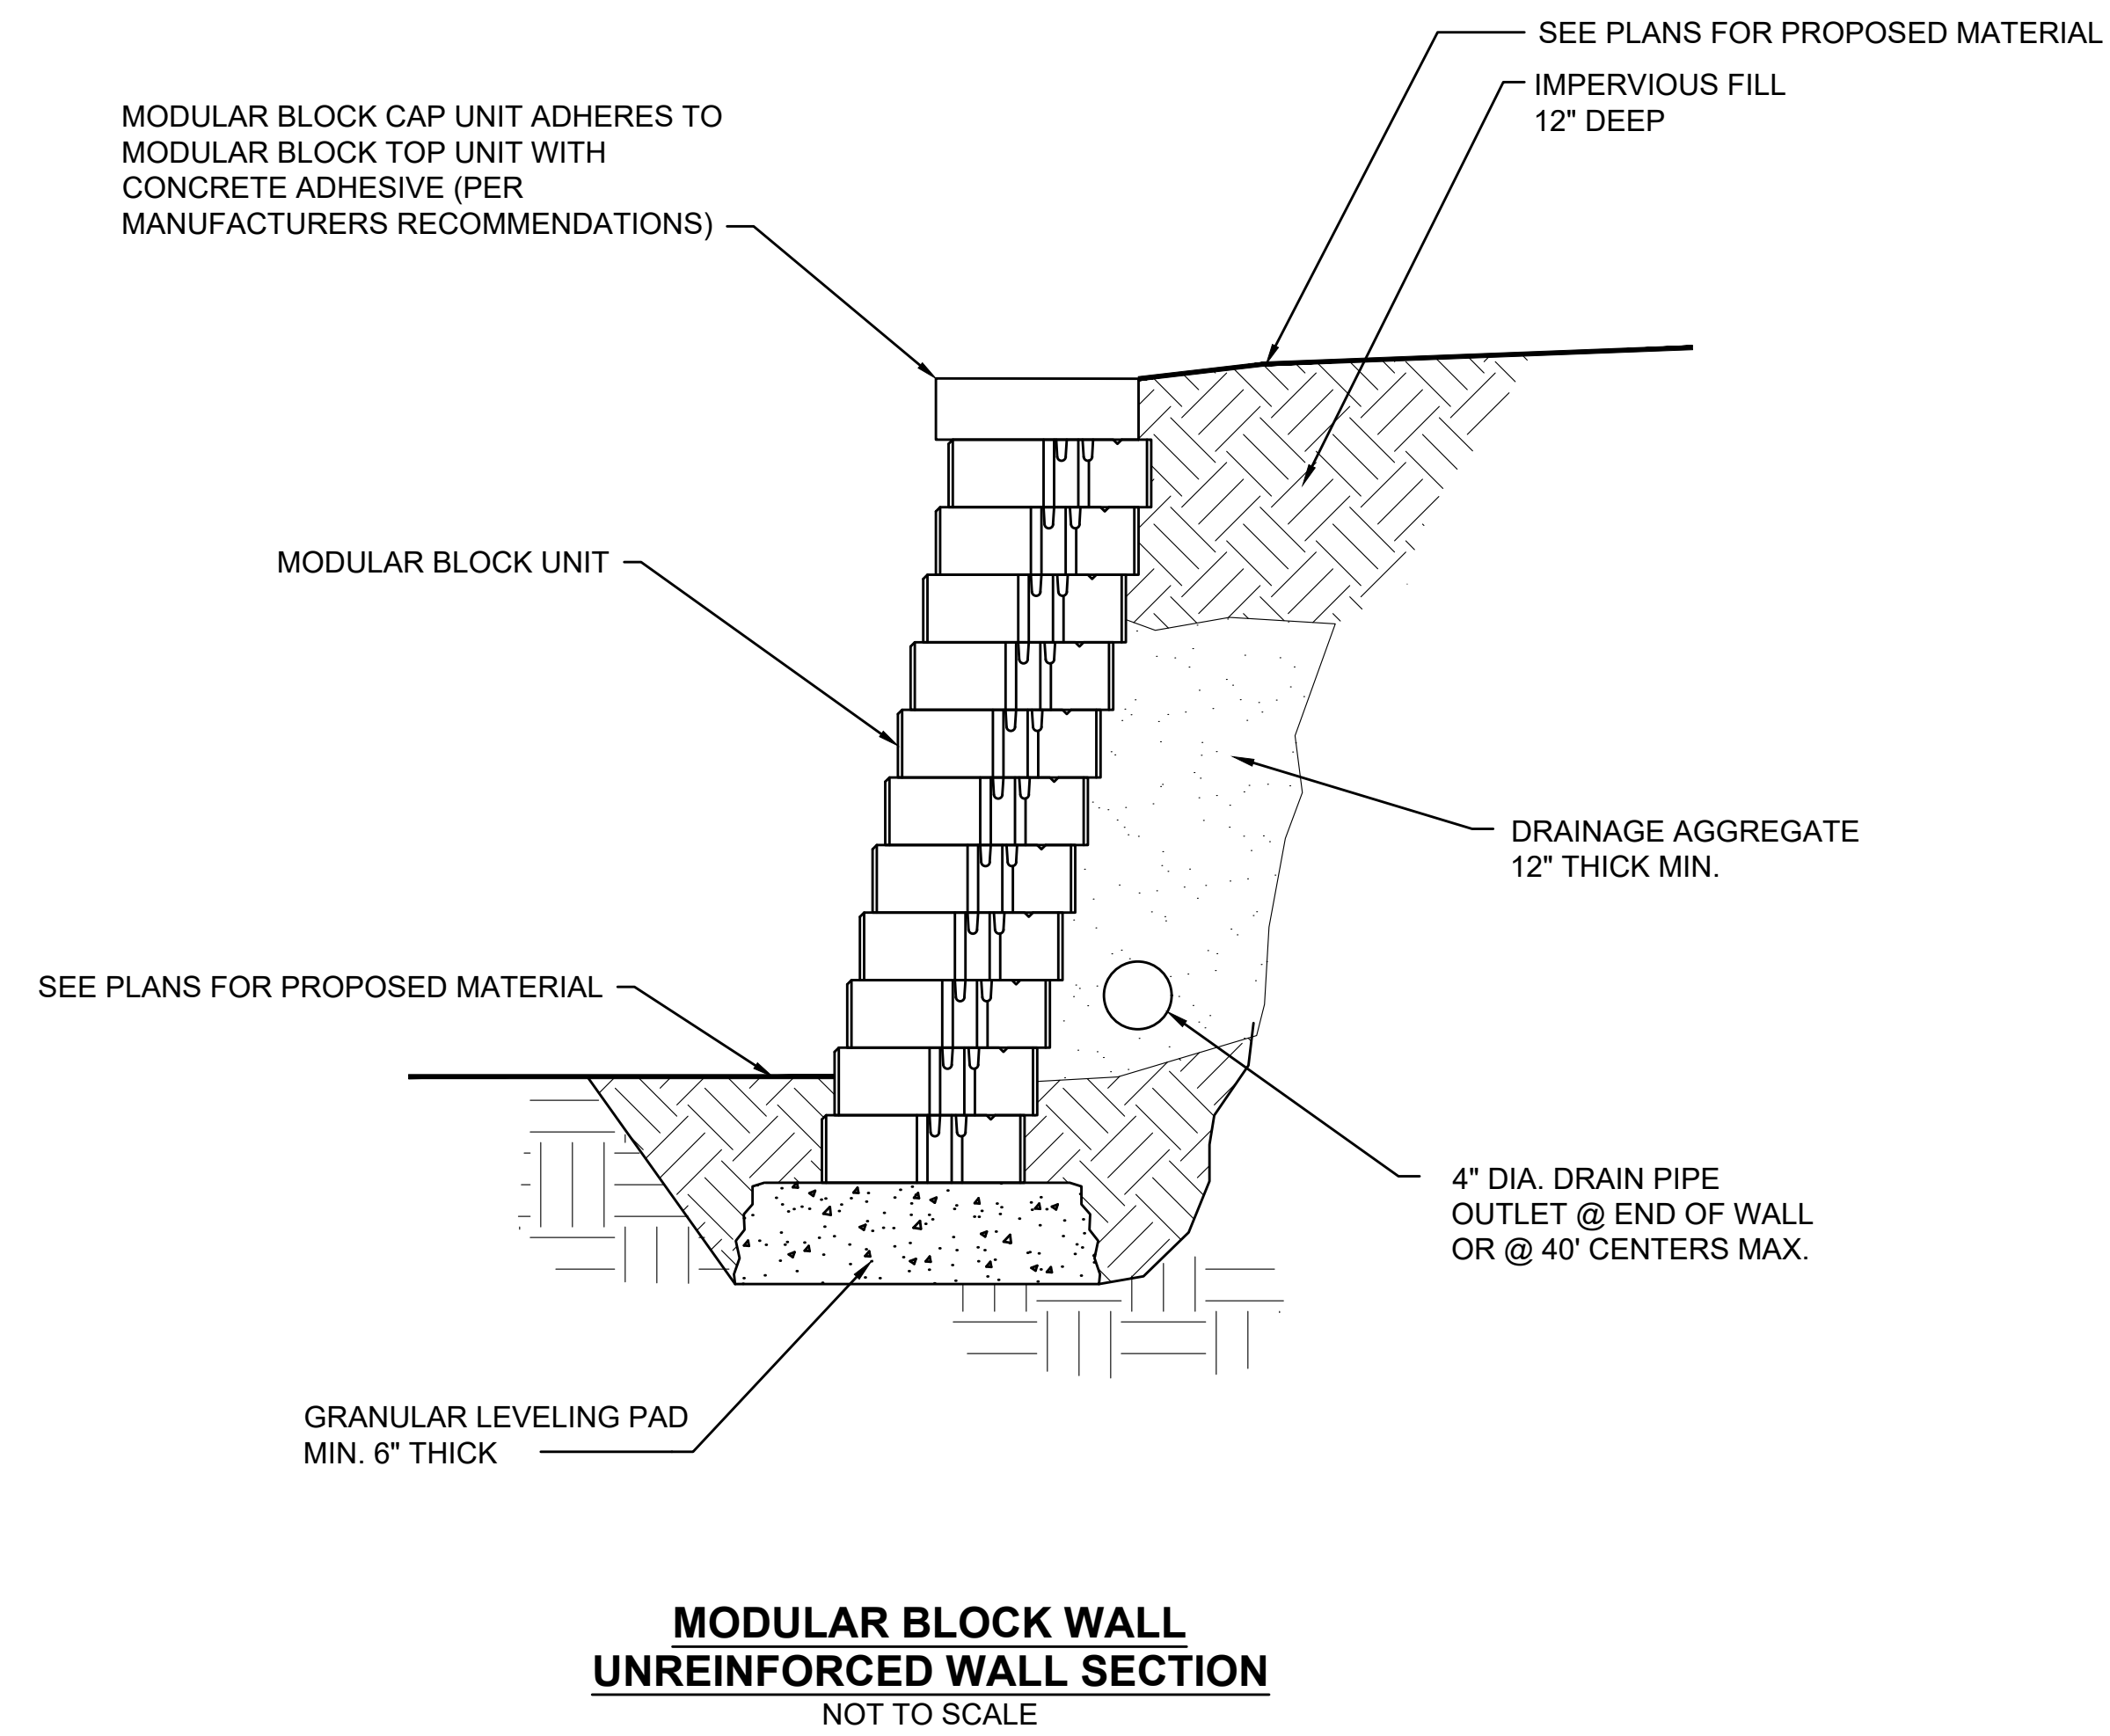 SEE PLANS FOR PROPOSED MATERIAL
IMPERVIOUS FILL
12" DEEP
MODULAR BLOCK CAP UNIT ADHERES TO
MODULAR BLOCK TOP UNIT WITH
CONCRETE ADHESIVE (PER
MANUFACTURERS RECOMMENDATIONS)
MODULAR BLOCK UNIT
DRAINAGE AGGREGATE
12" THICK MIN.
SEE PLANS FOR PROPOSED MATERIAL
4" DIA. DRAIN PIPE
OUTLET @ END OF WALL
OR @ 40' CENTERS MAX.
GRANULAR LEVELING PAD
MIN. 6" THICK
MODULAR BLOCK WALL
UNREINFORCED WALL SECTION
NOT TO SCALE